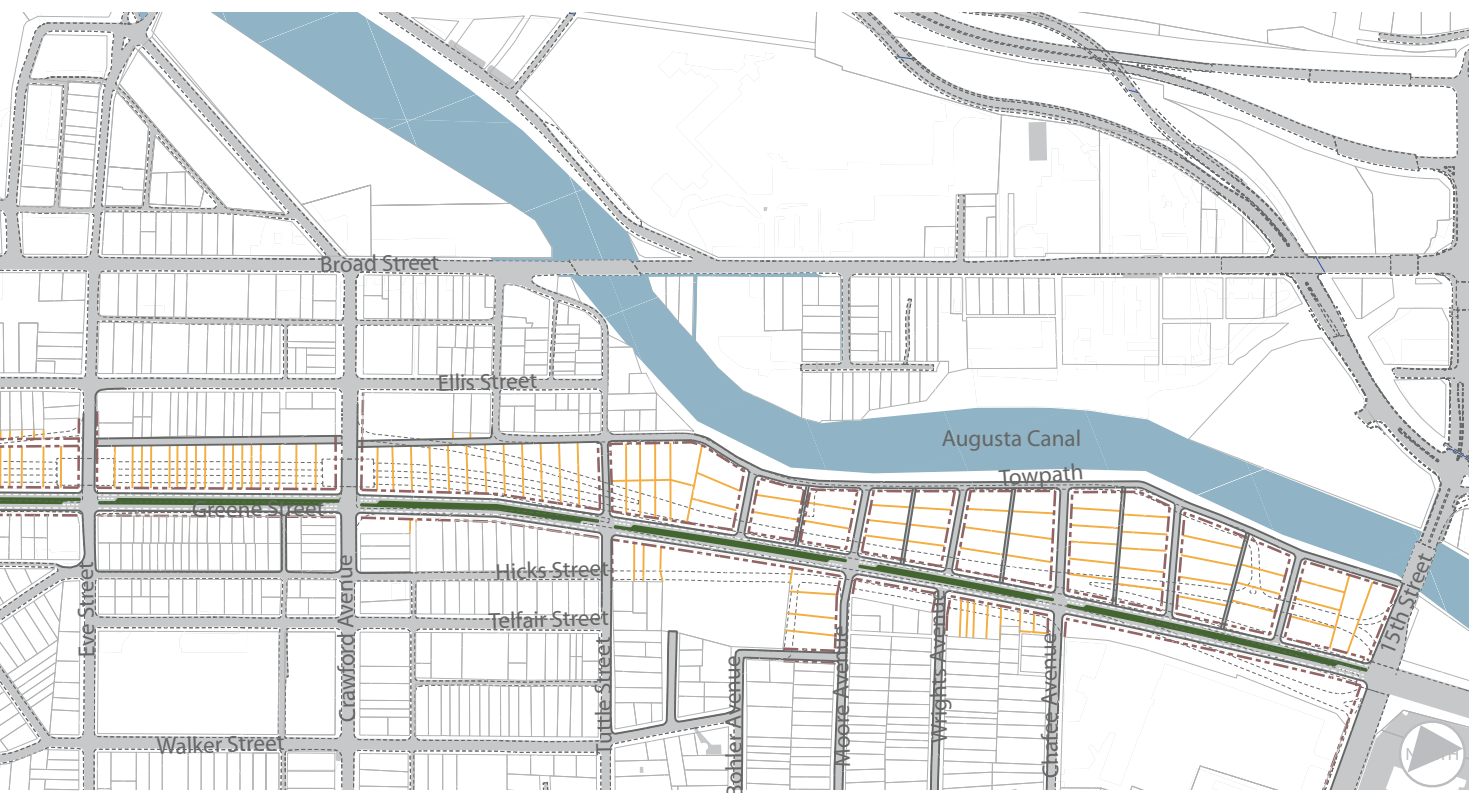 Broad Street
Ellis Street
Augusta Canal
Towpath
Greene Street
Hicks Street
Telfair Street
Walker Street
Eve Street
Crawford Avenue
Tuttle Street
Bohler Avenue
Moore Avenue
Wrights Avenue
Chafee Avenue
15th Street